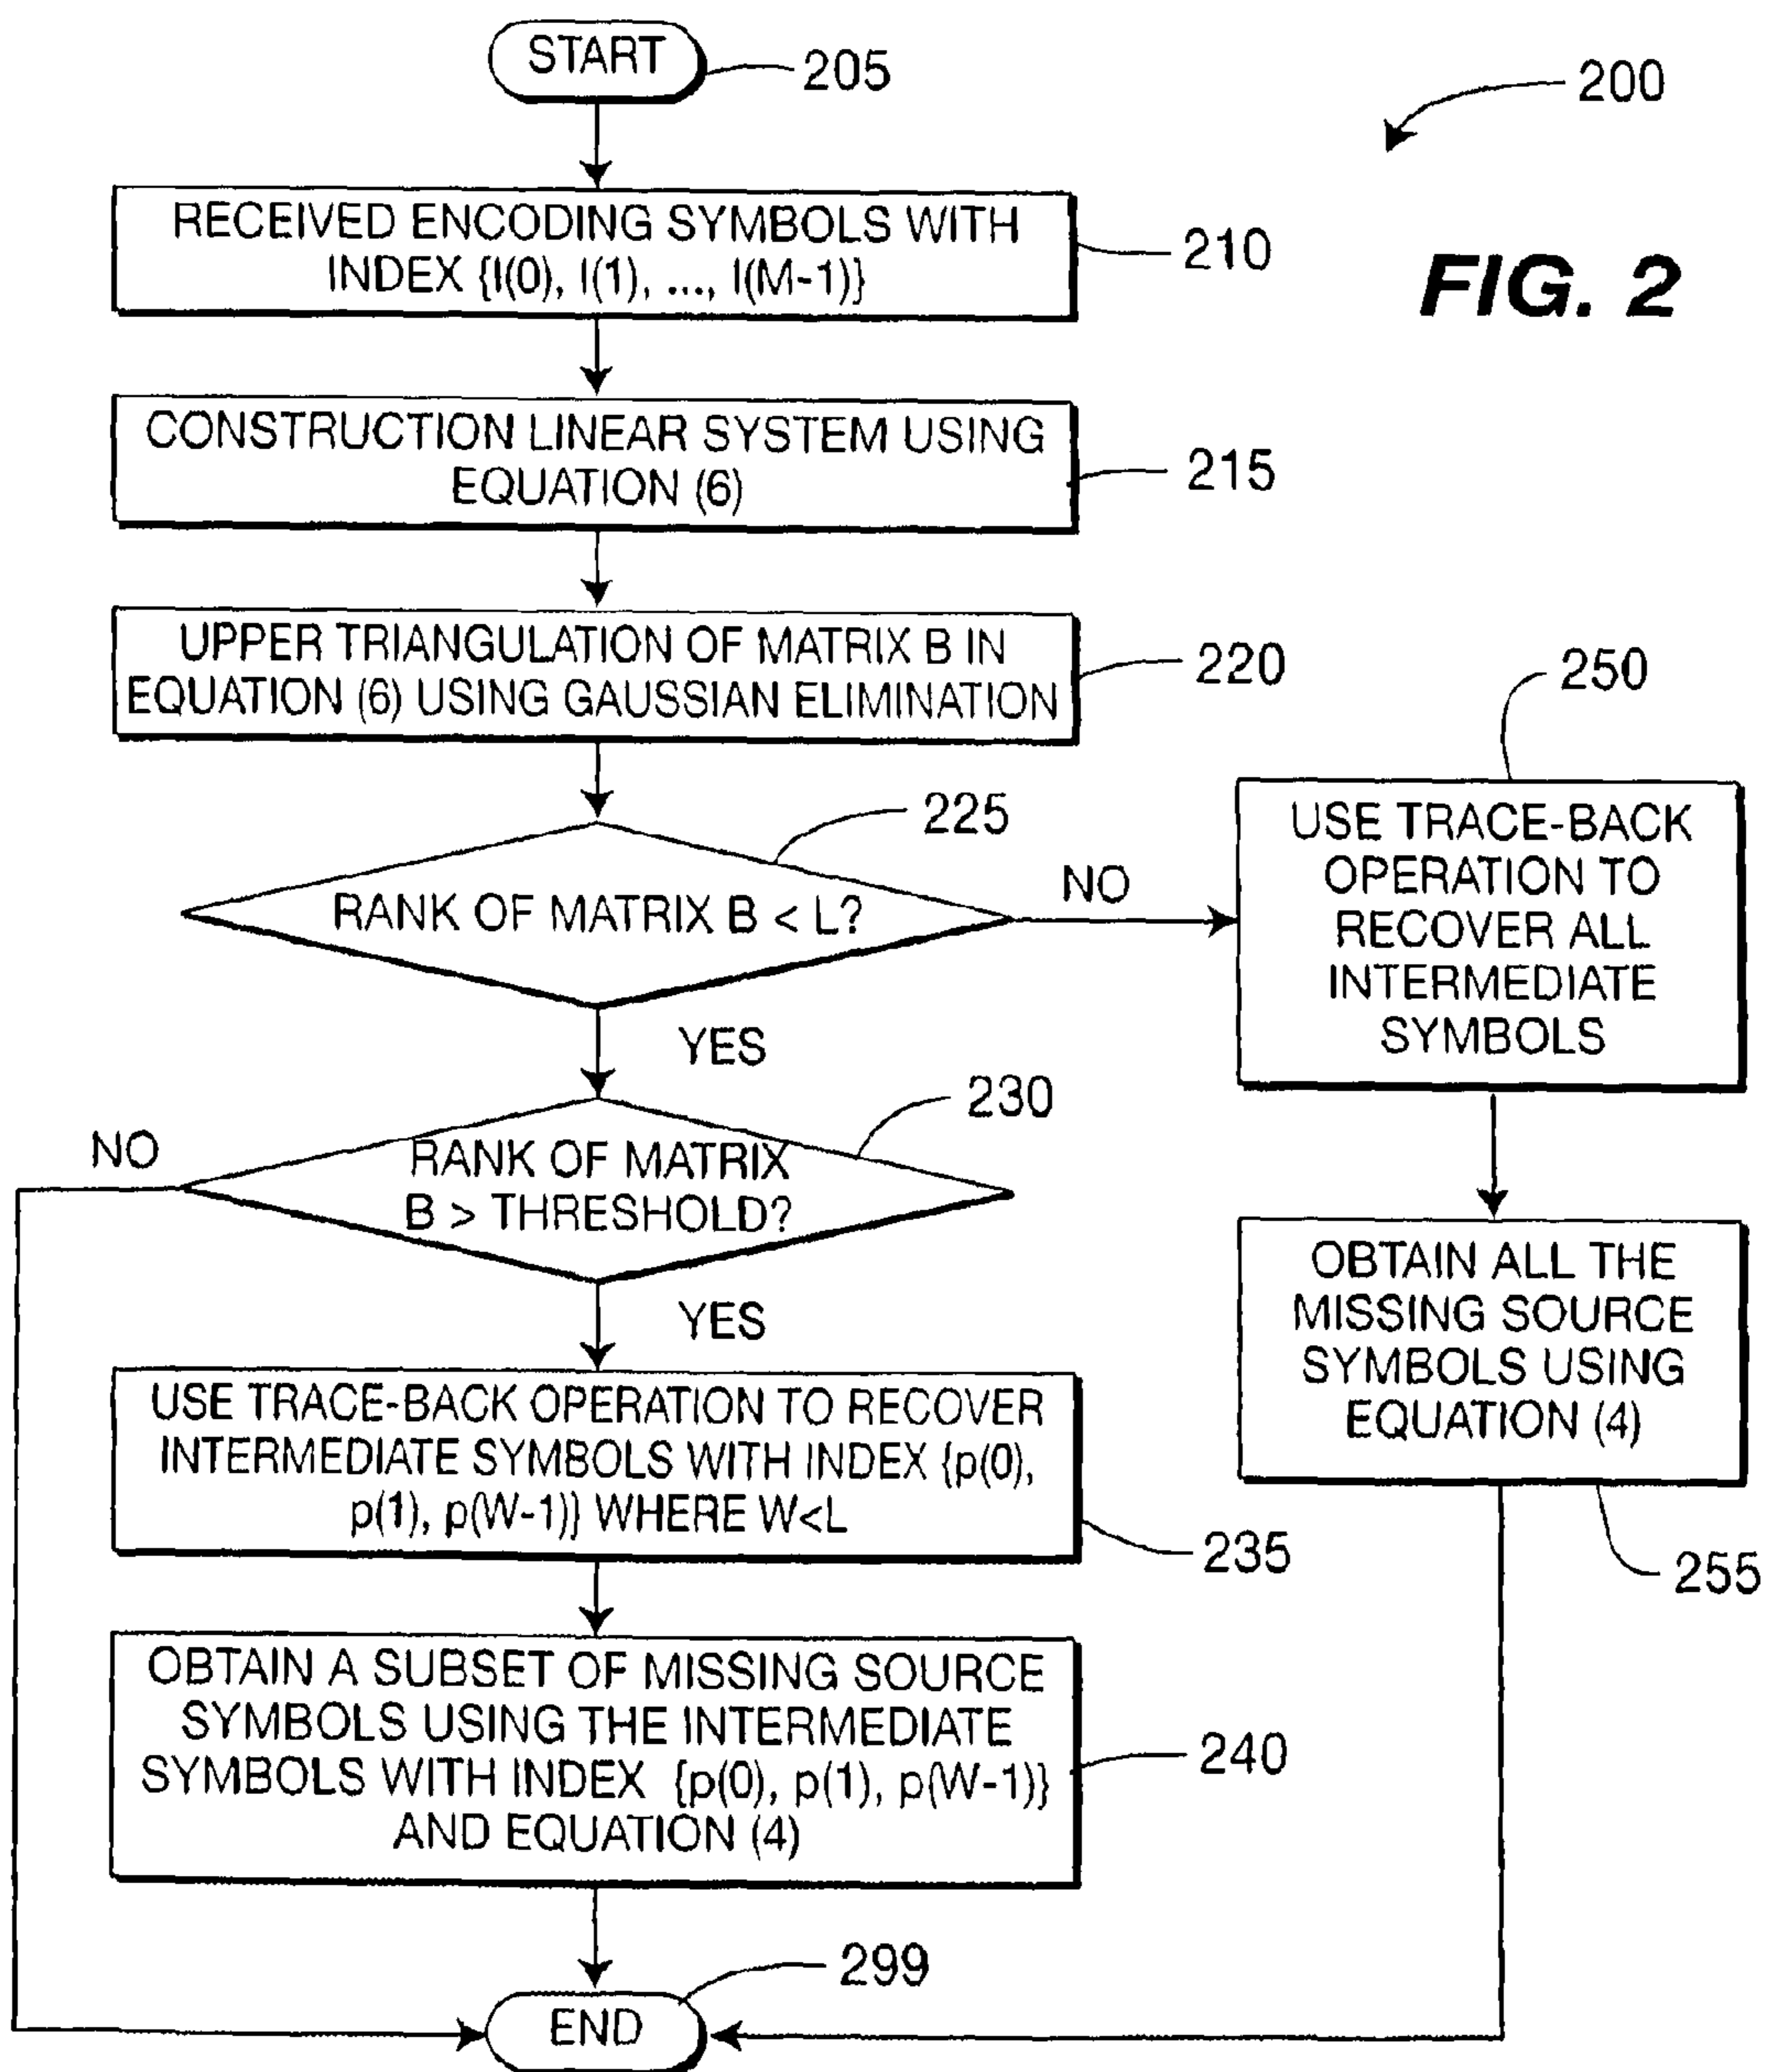 START
205
200
RECEIVED ENCODING SYMBOLS WITH
INDEX {I(0), I(1), ..., I(M-1)}
210
FIG. 2
CONSTRUCTION LINEAR SYSTEM USING
EQUATION (6)
215
UPPER TRIANGULATION OF MATRIX B IN
EQUATION (6) USING GAUSSIAN ELIMINATION
220
225
RANK OF MATRIX B < L?
NO
YES
250
USE TRACE-BACK
OPERATION TO
RECOVER ALL
INTERMEDIATE
SYMBOLS
230
NO
RANK OF MATRIX
B > THRESHOLD?
YES
OBTAIN ALL THE
MISSING SOURCE
SYMBOLS USING
EQUATION (4)
255
USE TRACE-BACK OPERATION TO RECOVER
INTERMEDIATE SYMBOLS WITH INDEX {p(0),
p(1), p(W-1)} WHERE W<L
235
OBTAIN A SUBSET OF MISSING SOURCE
SYMBOLS USING THE INTERMEDIATE
SYMBOLS WITH INDEX {p(0), p(1), p(W-1)}
AND EQUATION (4)
240
299
END